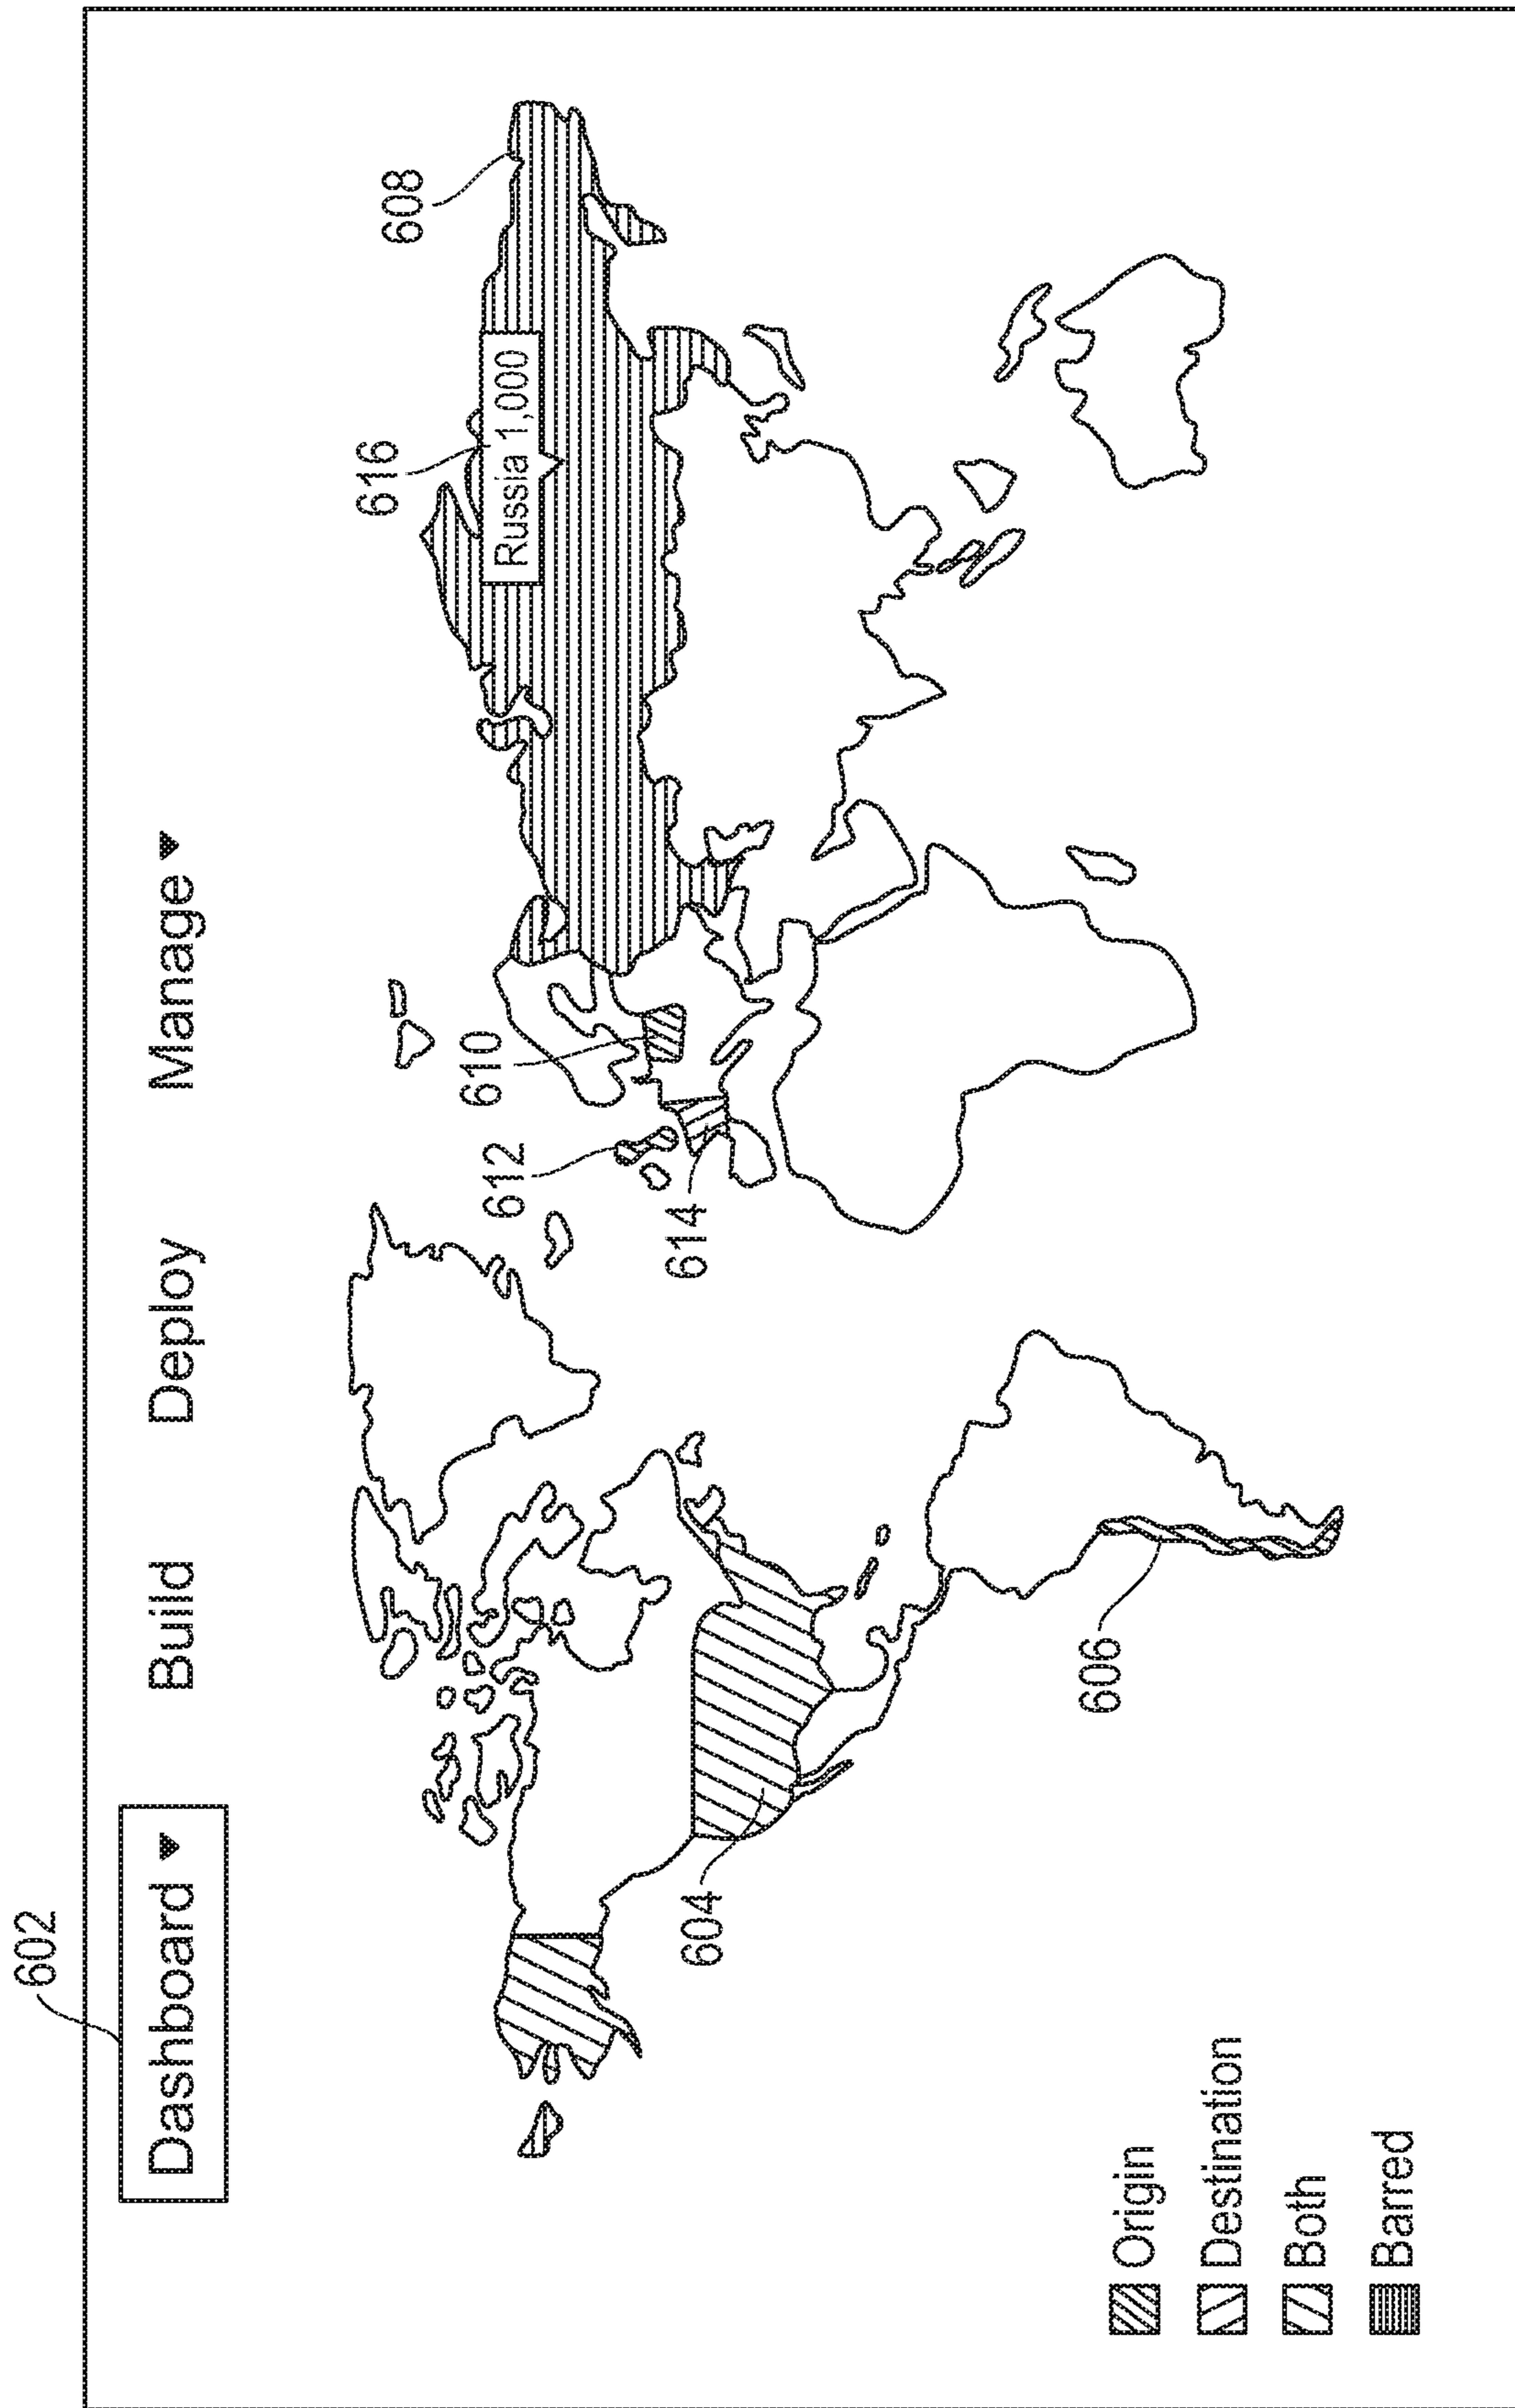 602
Dashboard ▼ Build Deploy Manage ▼
616
608
Russia 1,000
610
612
614
604
606
Origin
Destination
Both
Barred